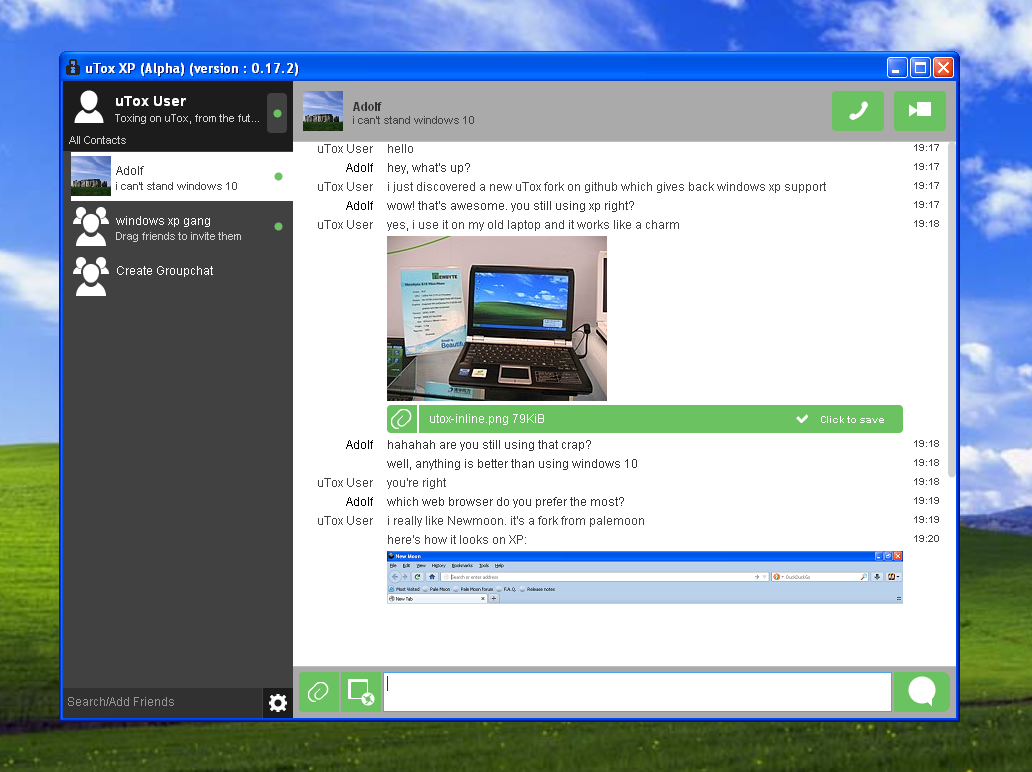 uTox XP (Alpha) (version : 0.17.2)
uTox User
Toxing on uTox, from the fut...
All Contacts
Adolf
i can't stand windows 10
windows xp gang
Drag friends to invite them
Create Groupchat
Search/Add Friends
Adolf
i can't stand windows 10
uTox User hello 19:17
Adolf hey, what's up? 19:17
uTox User i just discovered a new uTox fork on github which gives back windows xp support 19:17
Adolf wow! that's awesome. you still using xp right? 19:17
uTox User yes, i use it on my old laptop and it works like a charm 19:18
utox-inline.png 79KiB Click to save
Adolf hahahah are you still using that crap? 19:18
well, anything is better than using windows 10 19:18
uTox User you're right 19:18
Adolf which web browser do you prefer the most? 19:19
uTox User i really like Newmoon. it's a fork from palemoon 19:19
here's how it looks on XP: 19:20
New Moon
File Edit View History Bookmarks Tools Help
Search or enter address DuckDuckGo
Most Visited Pale Moon Pale Moon forum F.A.Q. Release notes
New Tab